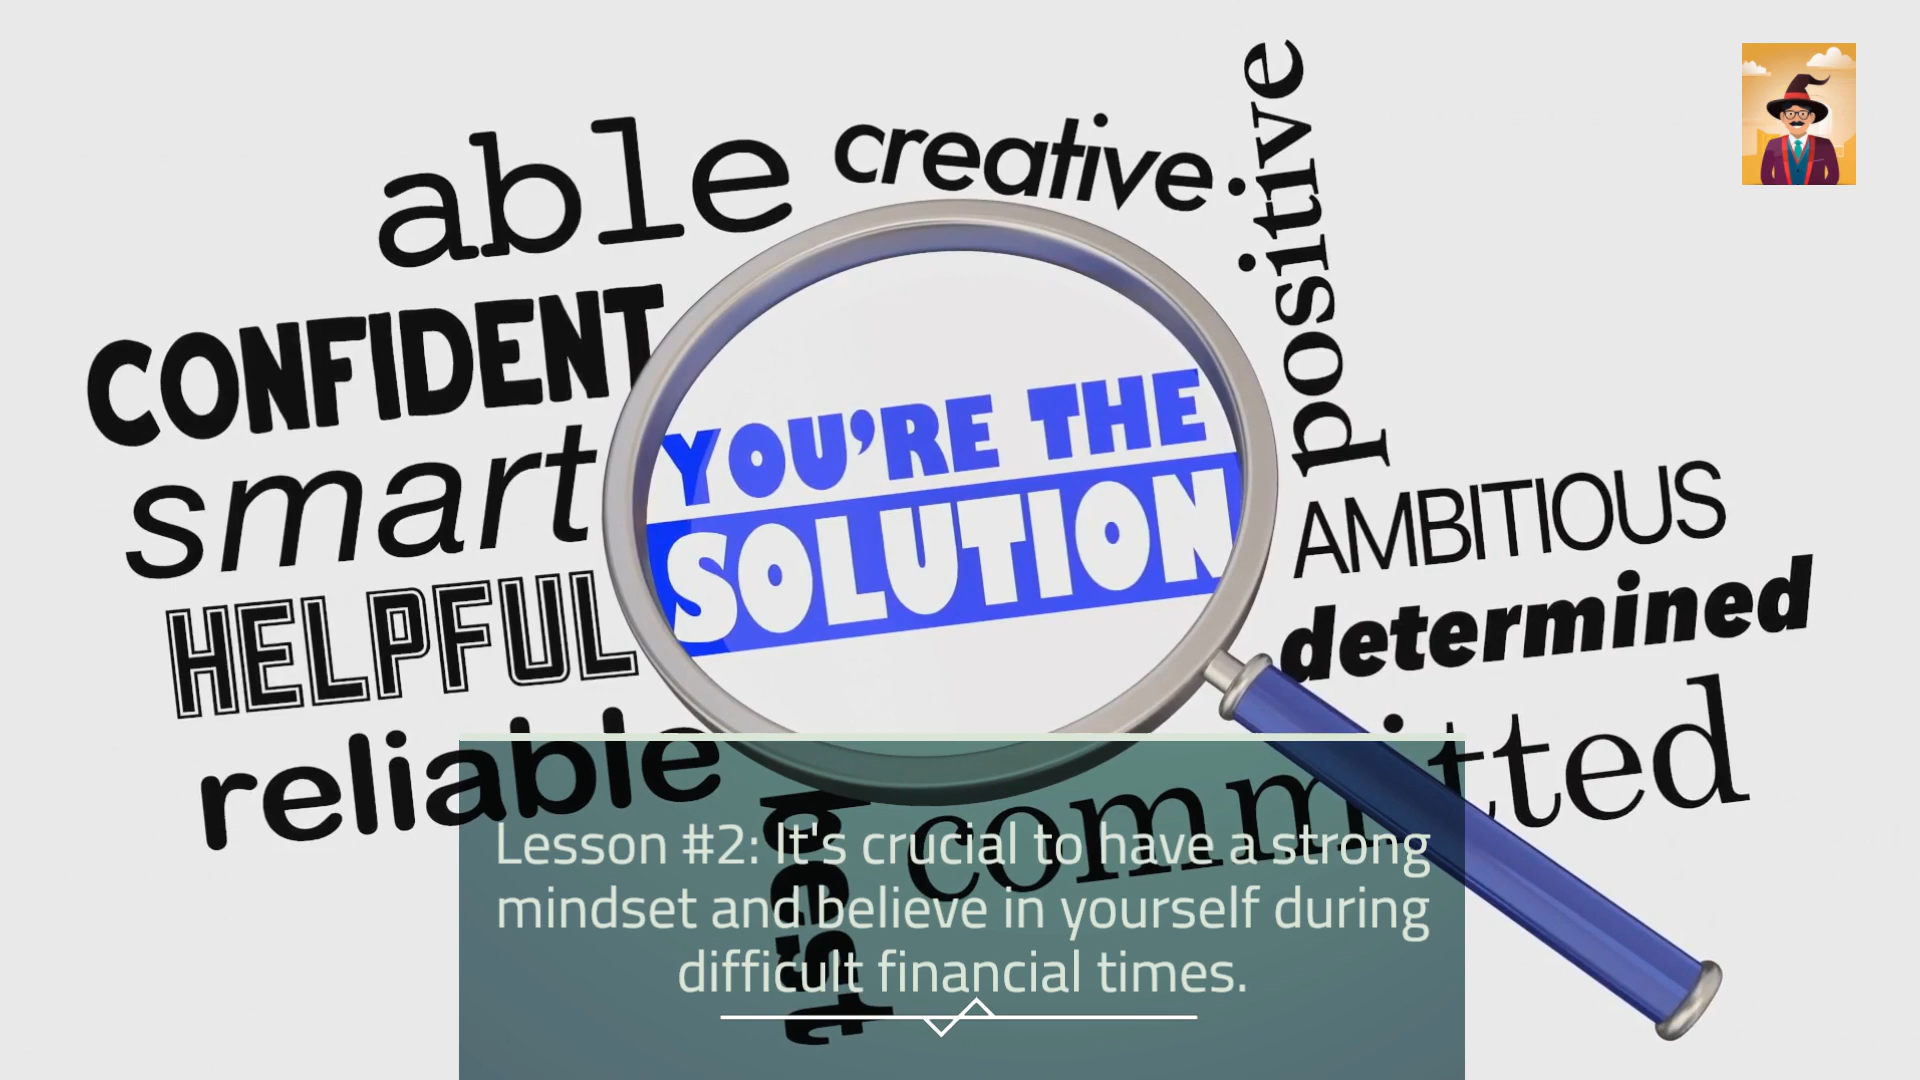 able
creative
positive
CONFIDENT
smart
YOU'RE THE
SOLUTION
AMBITIOUS
HELPFUL
determined
reliable
committed
best
Lesson #2: It's crucial to have a strong
mindset and believe in yourself during
difficult financial times.